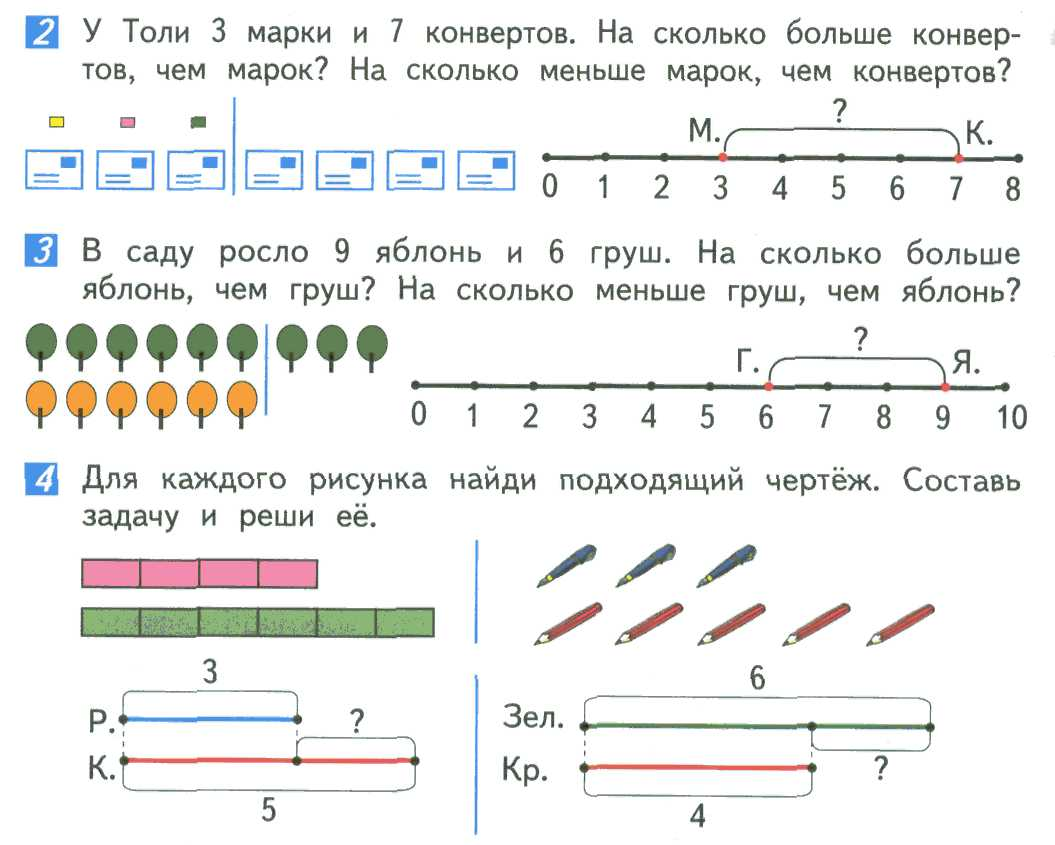 2 У Толи 3 марки и 7 конвертов. На сколько больше конвер-
тов, чем марок? На сколько меньше марок, чем конвертов?
?
М. К.
0 1 2 3 4 5 6 7 8
3 В саду росло 9 яблонь и 6 груш. На сколько больше
яблонь, чем груш? На сколько меньше груш, чем яблонь?
?
Г. Я.
0 1 2 3 4 5 6 7 8 9 10
4 Для каждого рисунка найди подходящий чертёж. Составь
задачу и реши её.
3
Р. ?
К.
5
6
Зел.
Кр. ?
4